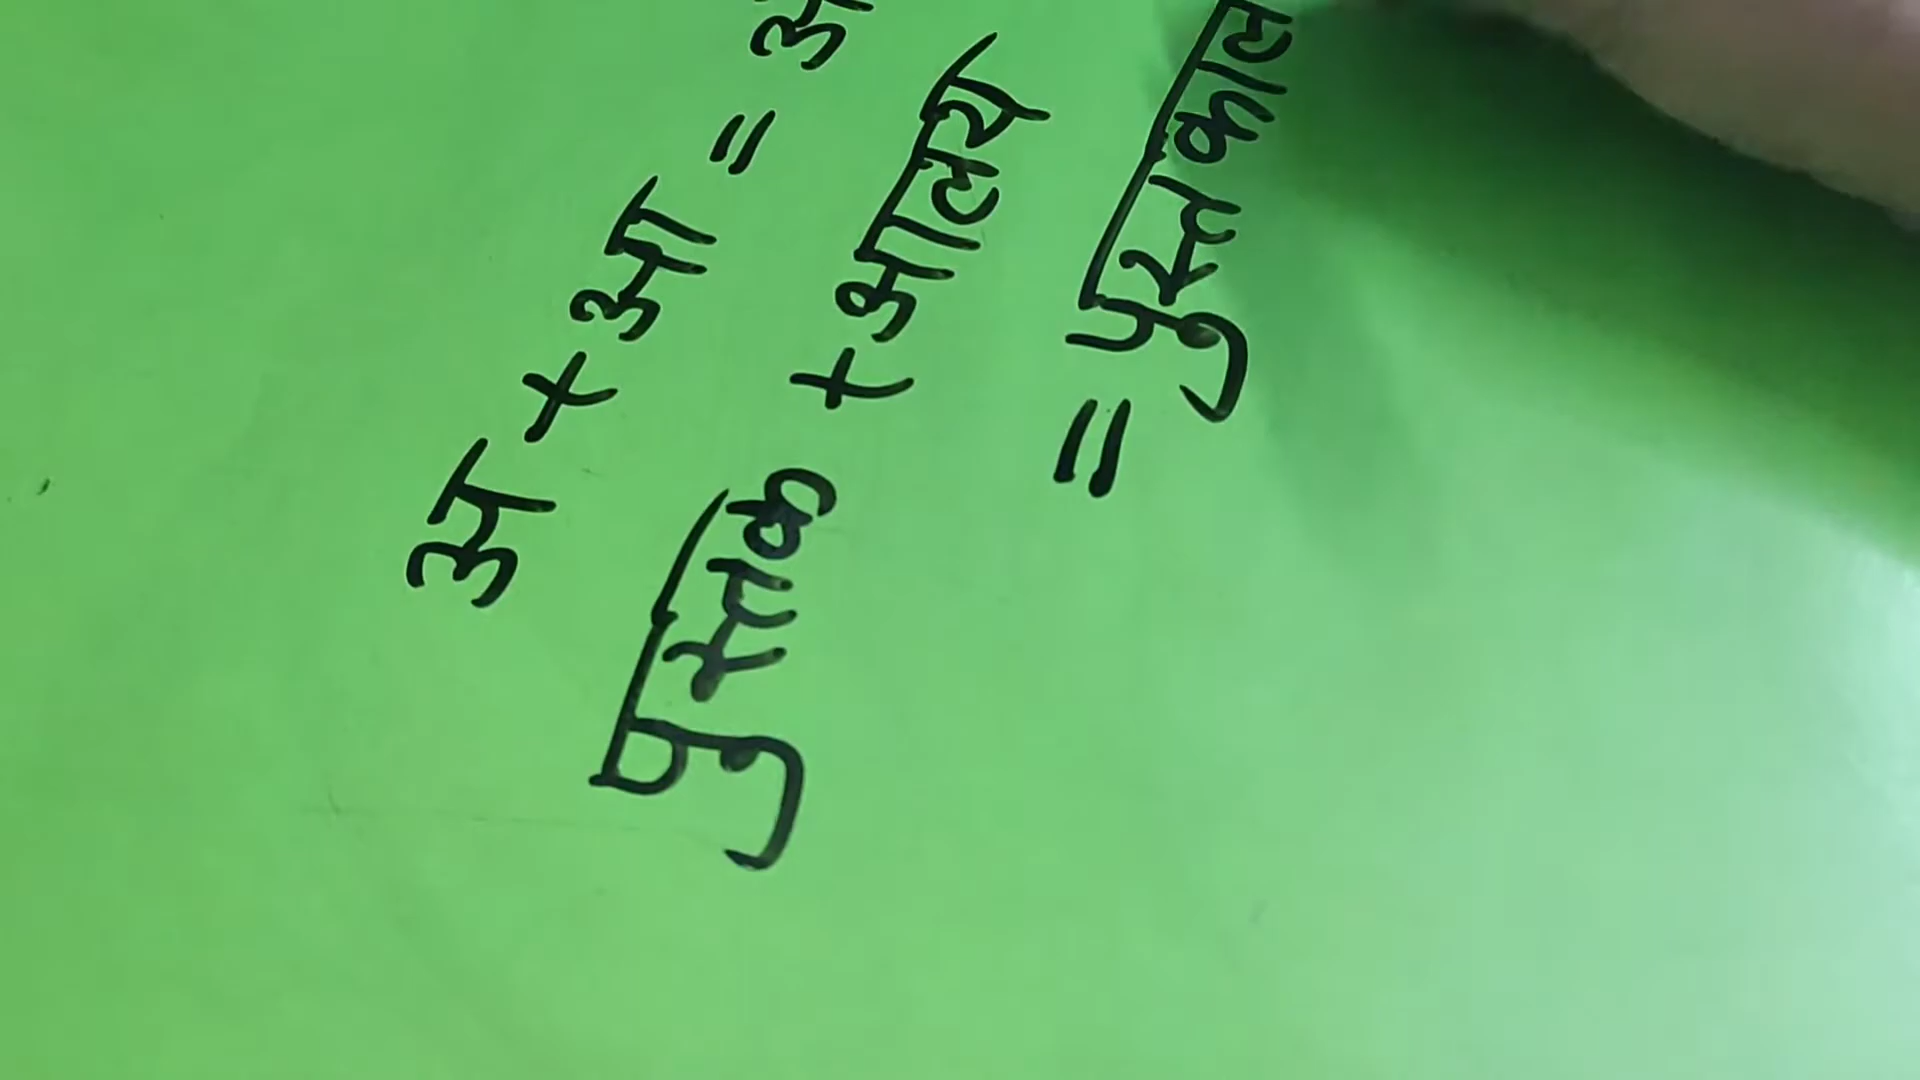 अ + आ = अ
पुस्तक + आलय
= पुस्तकाल